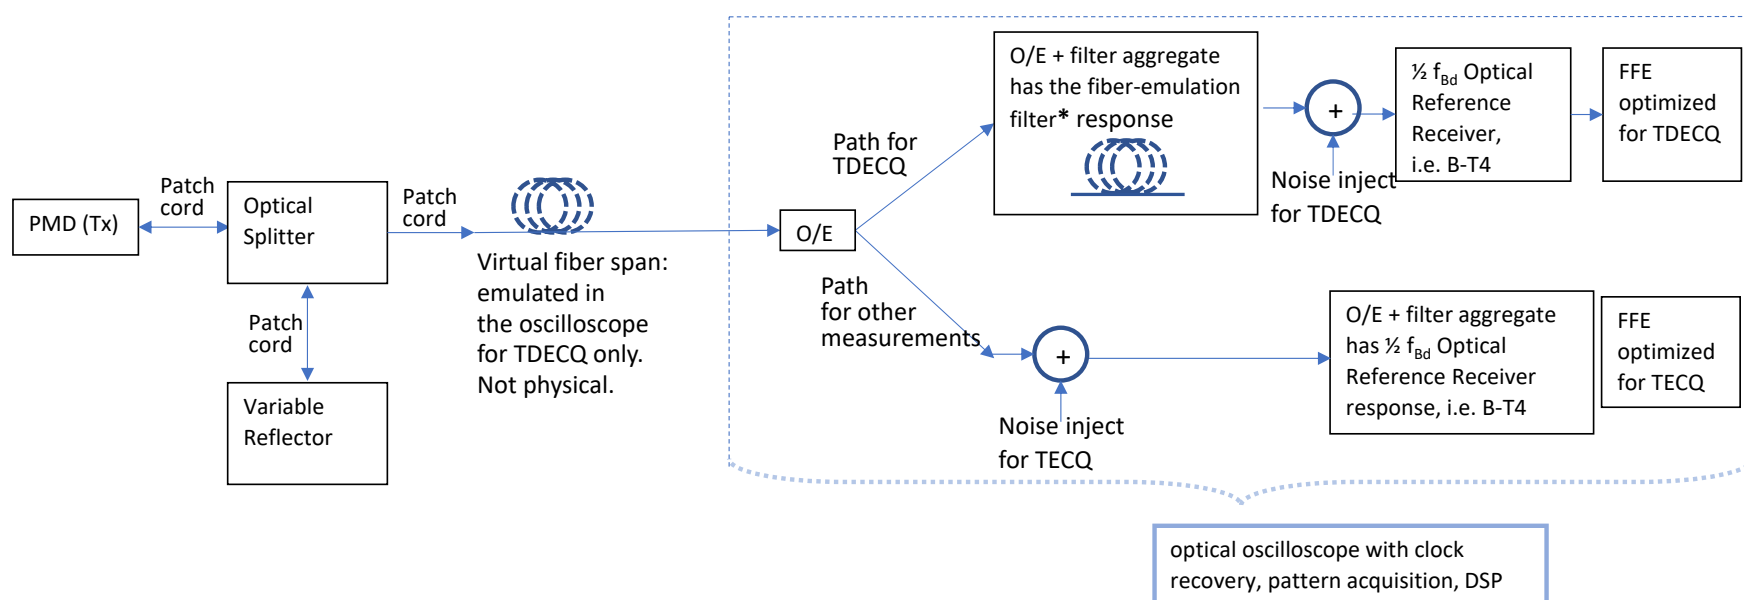 PMD (Tx)
Patch
cord
Optical
Splitter
Patch
cord
Variable
Reflector
Patch
cord
Virtual fiber span:
emulated in
the oscilloscope
for TDECQ only.
Not physical.
O/E
Path for
TDECQ
O/E + filter aggregate
has the fiber-emulation
filter* response
+
Noise inject
for TDECQ
½ fBd Optical
Reference
Receiver,
i.e. B-T4
FFE
optimized
for TDECQ
Path
for other
measurements
+
Noise inject
for TECQ
O/E + filter aggregate
has ½ fBd Optical
Reference Receiver
response, i.e. B-T4
FFE
optimized
for TECQ
optical oscilloscope with clock
recovery, pattern acquisition, DSP